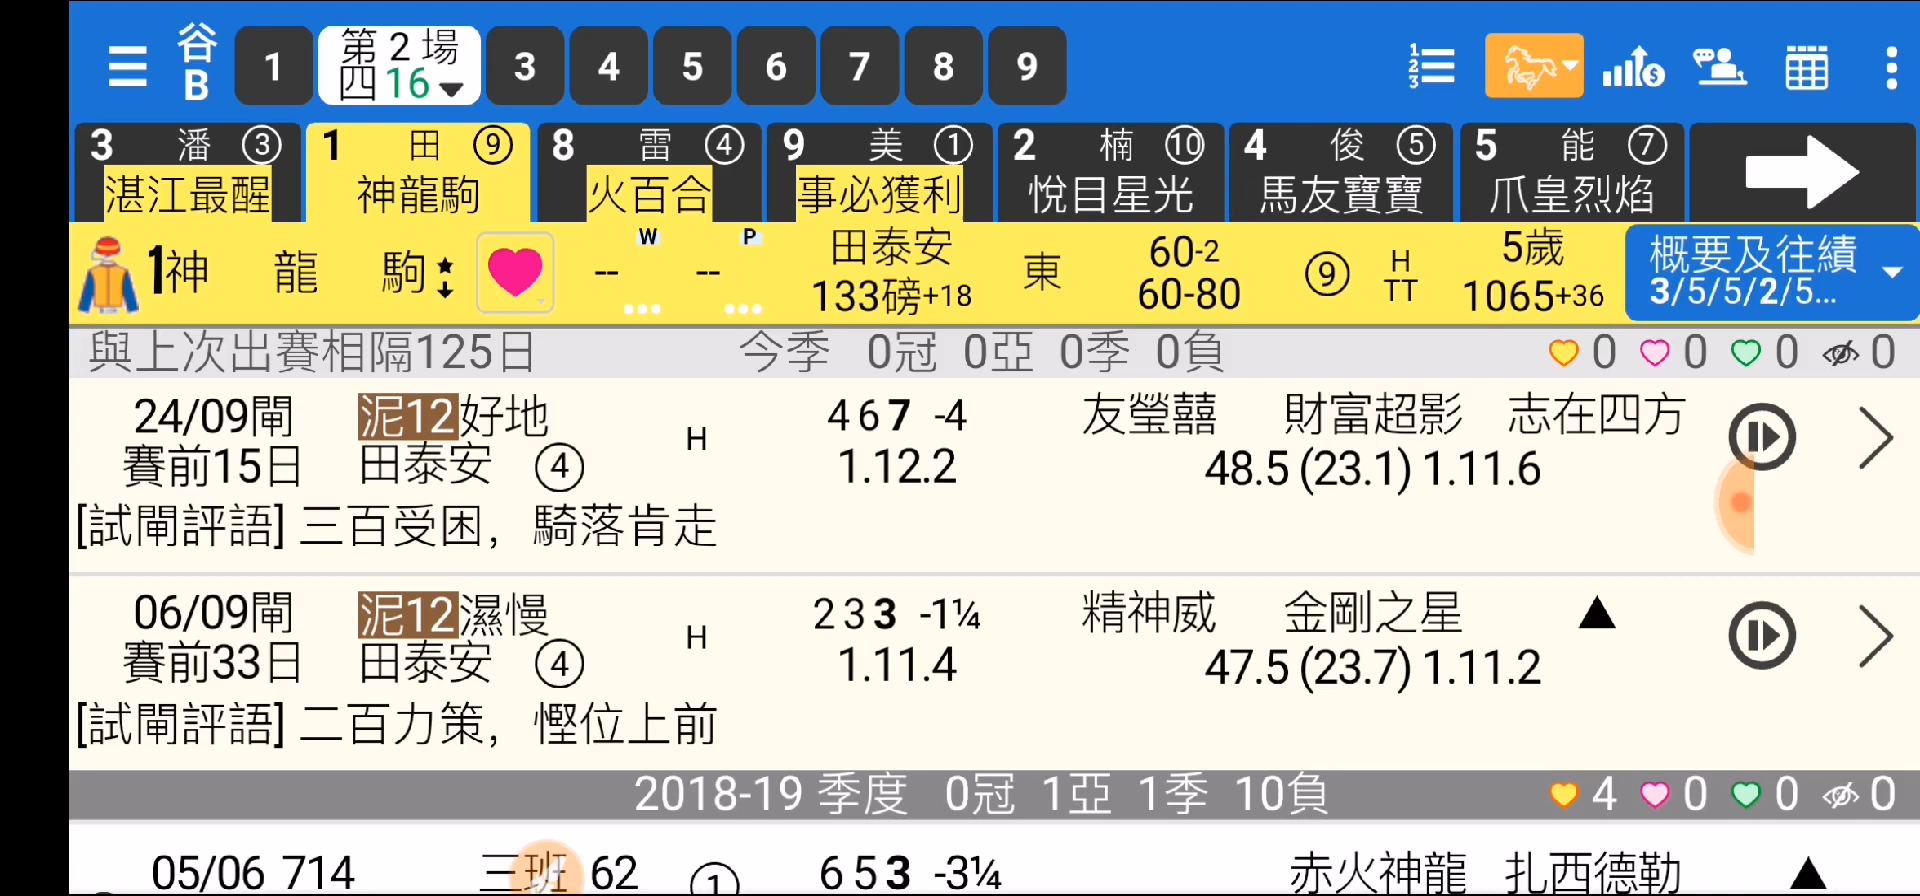 谷 B 1 第 2 場 四 16 3 4 5 6 7 8 9
3 潘 ③ 湛江最醒
1 田 ⑨ 神龍駒
8 雷 ④ 火百合
9 美 ① 事必獲利
2 楠 ⑩ 悅目星光
4 俊 ⑤ 馬友寶寶
5 能 ⑦ 爪皇烈焰
1神 龍 駒 -- W -- P 田泰安 133磅+18 東 60-2 60-80 ⑨ H TT 5歲 1065+36 概要及往績 3/5/5/2/5...
與上次出賽相隔125日 今季 0冠 0亞 0季 0負 0 0 0 0
24/09閘 泥12好地 H 4 6 7 -4 友瑩囍 財富超影 志在四方
賽前15日 田泰安 ④ 1.12.2 48.5 (23.1) 1.11.6
[試閘評語] 三百受困，騎落肯走
06/09閘 泥12濕慢 H 2 3 3 -1¼ 精神威 金剛之星 ▲
賽前33日 田泰安 ④ 1.11.4 47.5 (23.7) 1.11.2
[試閘評語] 二百力策，慳位上前
2018-19 季度 0冠 1亞 1季 10負 4 0 0 0
05/06 714 三班 62 ① 6 5 3 -3¼ 赤火神龍 扎西德勒 ▲